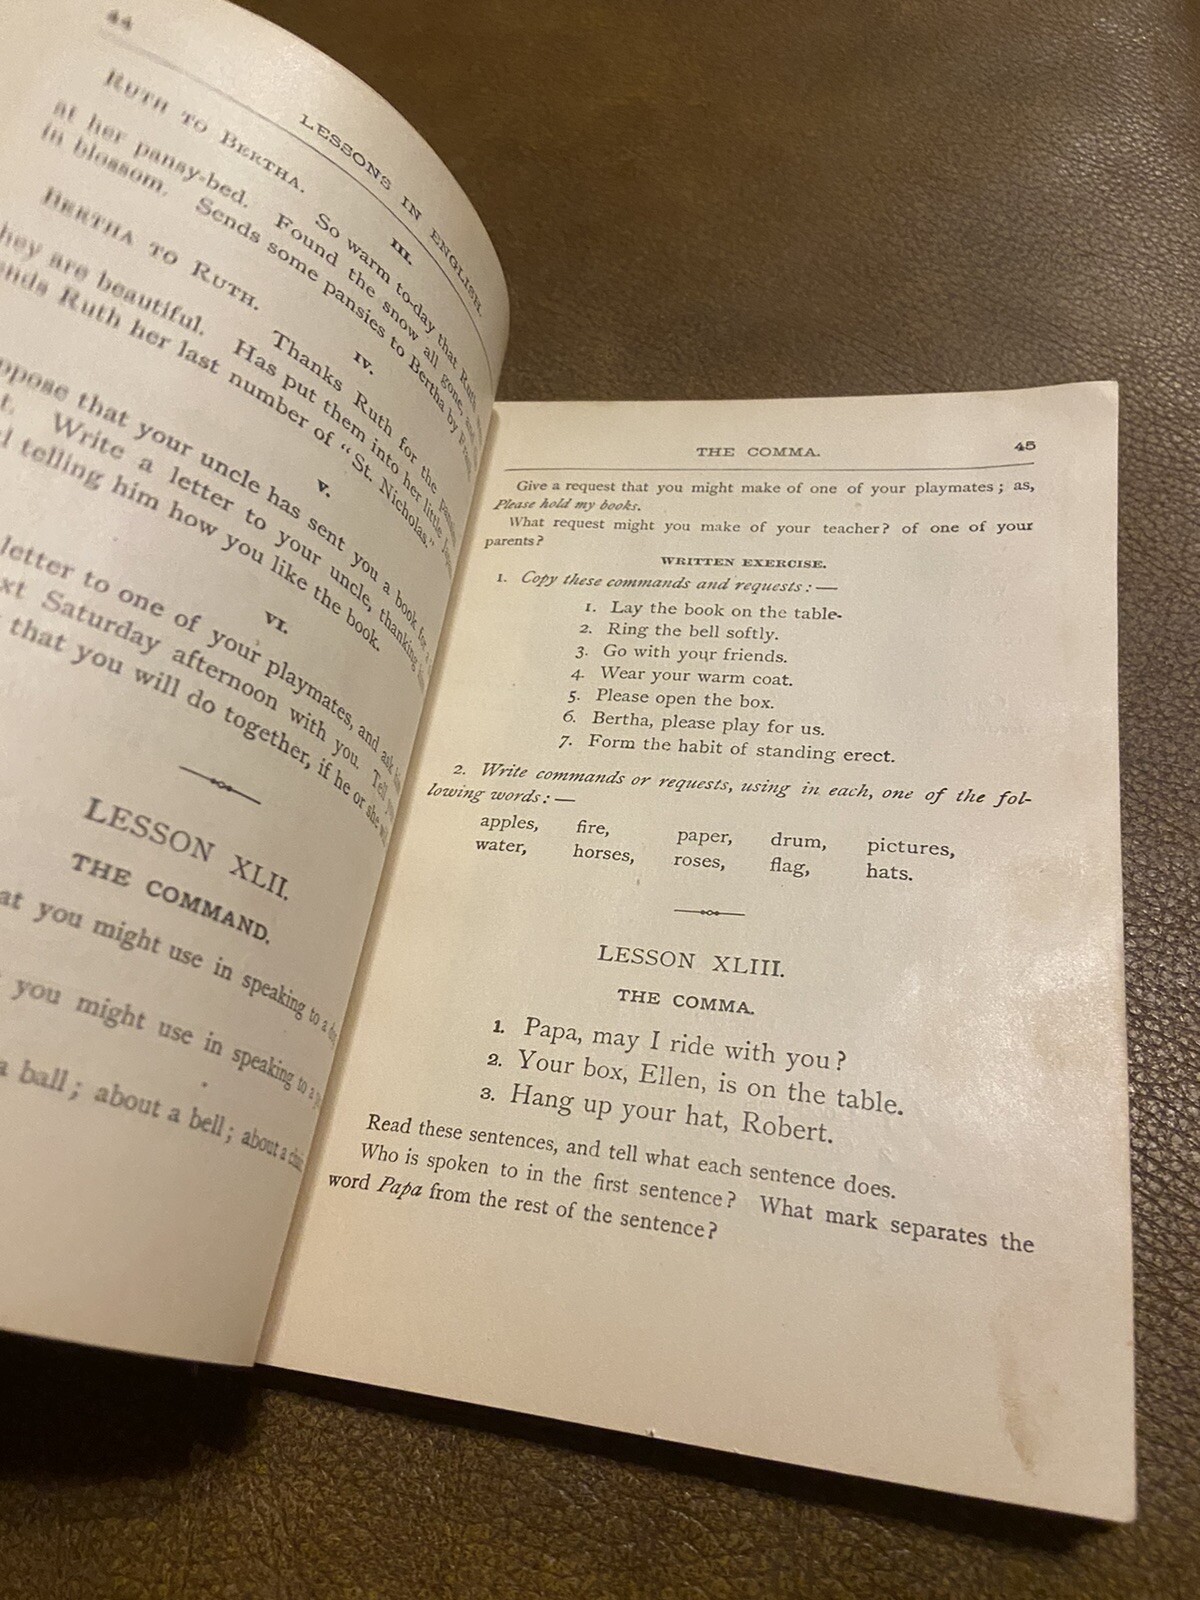 44
LESSONS IN ENGLISH.
III.
RUTH TO BERTHA. So warm to-day that Ruth
at her pansy-bed. Found the snow all gone, and
in blossom. Sends some pansies to Bertha by Frank.
IV.
BERTHA TO RUTH. Thanks Ruth for the pansies.
They are beautiful. Has put them into her little
Ruth her last number of "St. Nicholas."
V.
that your uncle has sent you a book for a
Write a letter to your uncle, thanking him
telling him how you like the book.
VI.
letter to one of your playmates, and ask him
Saturday afternoon with you. Tell
that you will do together, if he or she will
LESSON XLII.
THE COMMAND.
you might use in speaking to a
you might use in speaking to a
a ball; about a bell; about a
THE COMMA. 45
Give a request that you might make of one of your playmates; as,
Please hold my books.
What request might you make of your teacher? of one of your
parents?
WRITTEN EXERCISE.
1. Copy these commands and requests:—
1. Lay the book on the table.
2. Ring the bell softly.
3. Go with your friends.
4. Wear your warm coat.
5. Please open the box.
6. Bertha, please play for us.
7. Form the habit of standing erect.
2. Write commands or requests, using in each, one of the fol-
lowing words:—
apples, fire, paper, drum, pictures,
water, horses, roses, flag, hats.
LESSON XLIII.
THE COMMA.
1. Papa, may I ride with you?
2. Your box, Ellen, is on the table.
3. Hang up your hat, Robert.
Read these sentences, and tell what each sentence does.
Who is spoken to in the first sentence? What mark separates the
word Papa from the rest of the sentence?